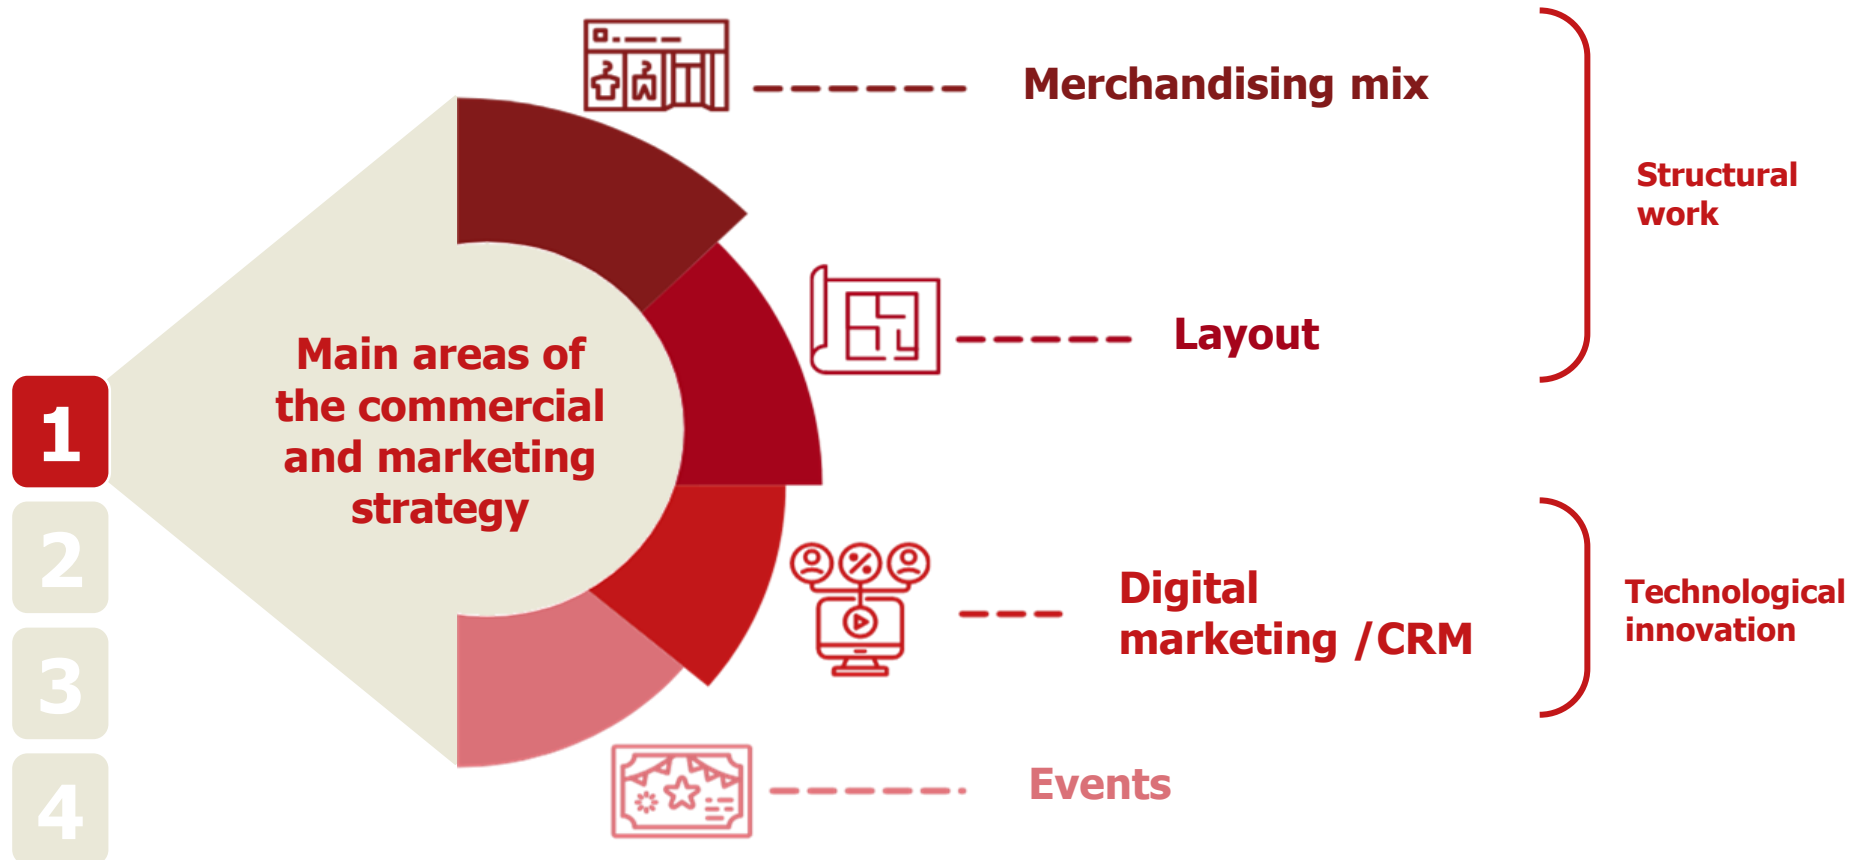 Merchandising mix
Structural
work
Layout
Main areas of
the commercial
and marketing
strategy
1
2
3
4
Digital
marketing /CRM
Technological
innovation
Events